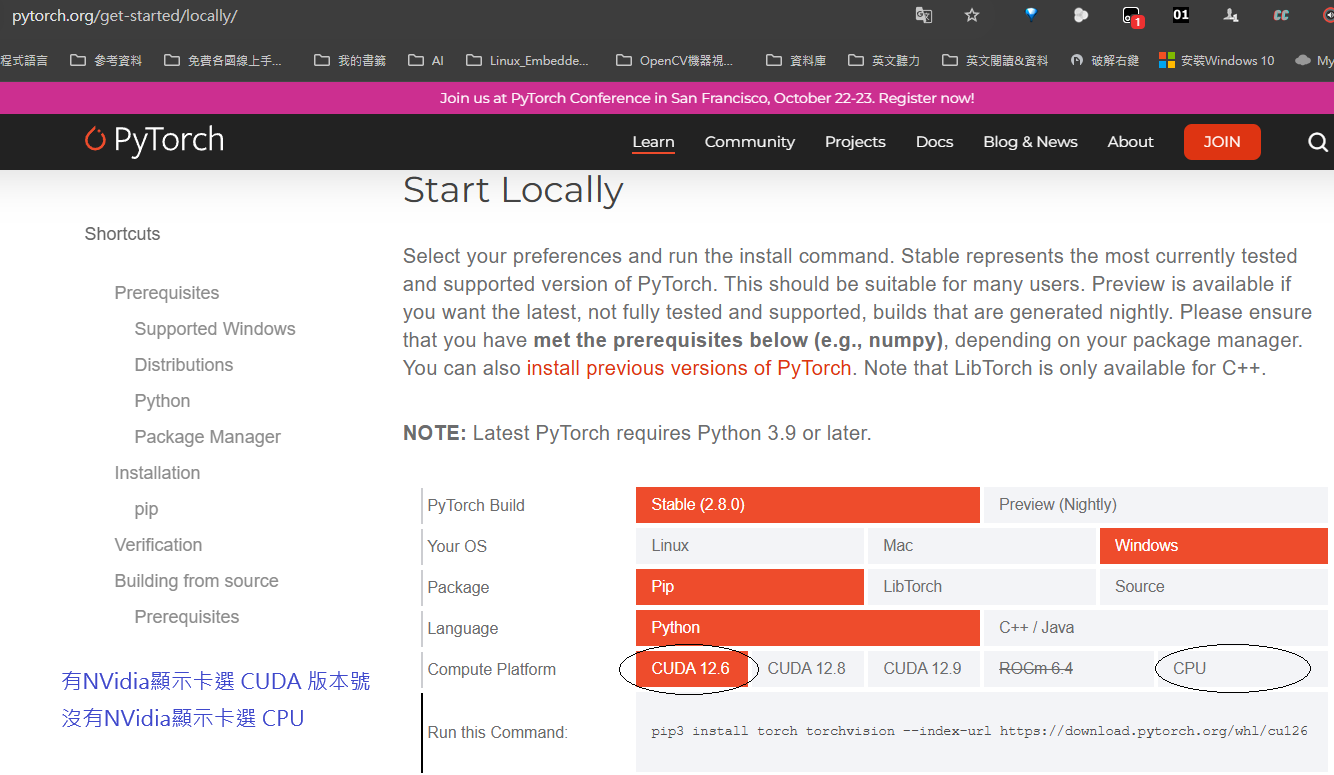 pytorch.org/get-started/locally/
1
01
CC
程式語言
參考資料
免費各國線上手...
我的書籤
AI
Linux_Embedde...
OpenCV機器視...
資料庫
英文聽力
英文閱讀&資料
破解右鍵
安裝Windows 10
My
Join us at PyTorch Conference in San Francisco, October 22-23. Register now!
PyTorch
Learn
Community
Projects
Docs
Blog & News
About
JOIN
Start Locally
Shortcuts
Prerequisites
Supported Windows
Distributions
Python
Package Manager
Installation
pip
Verification
Building from source
Prerequisites
Select your preferences and run the install command. Stable represents the most currently tested
and supported version of PyTorch. This should be suitable for many users. Preview is available if
you want the latest, not fully tested and supported, builds that are generated nightly. Please ensure
that you have met the prerequisites below (e.g., numpy), depending on your package manager.
You can also install previous versions of PyTorch. Note that LibTorch is only available for C++.
NOTE: Latest PyTorch requires Python 3.9 or later.
PyTorch Build
Stable (2.8.0)
Preview (Nightly)
Your OS
Linux
Mac
Windows
Package
Pip
LibTorch
Source
Language
Python
C++ / Java
Compute Platform
CUDA 12.6
CUDA 12.8
CUDA 12.9
ROCm 6.4
CPU
Run this Command:
pip3 install torch torchvision --index-url https://download.pytorch.org/whl/cu126
有NVidia顯示卡選 CUDA 版本號
沒有NVidia顯示卡選 CPU